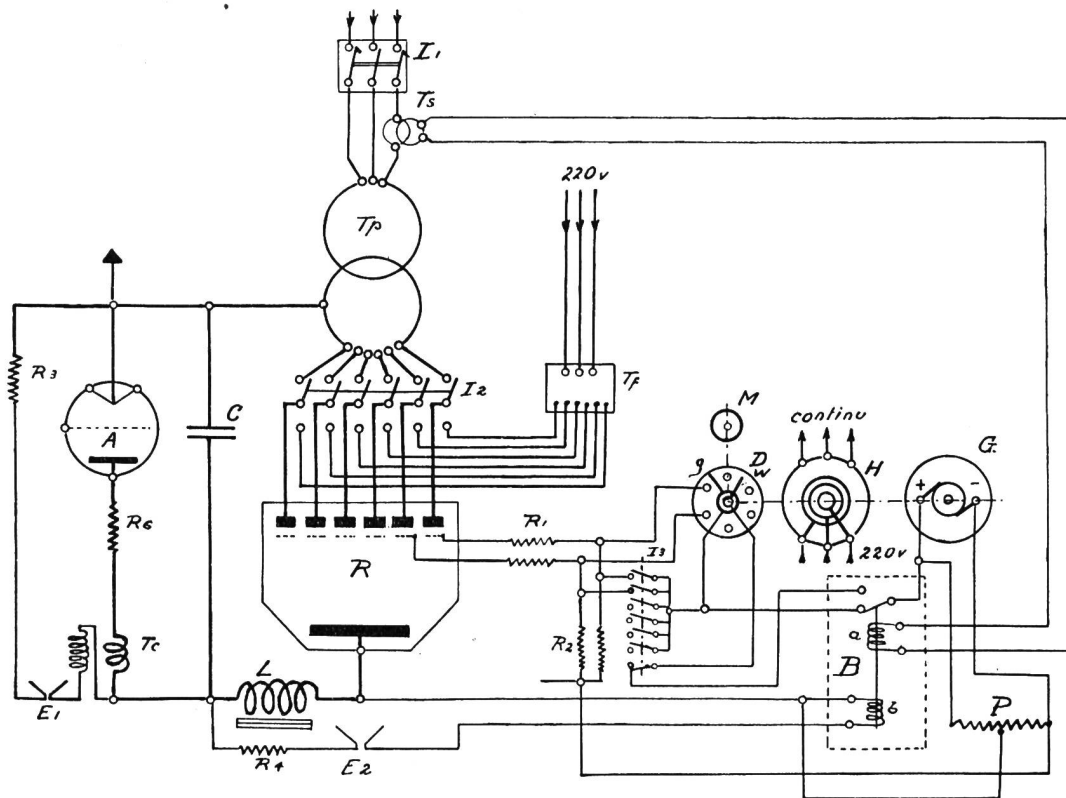 I1
Ts
220v
Tp
R3
I2
Tf
C
M
continu
G.
A
g
D
w
H
+
-
R6
R1
R
I3
220v
R2
a
B
Tc
L
b
P
E1
R4
E2